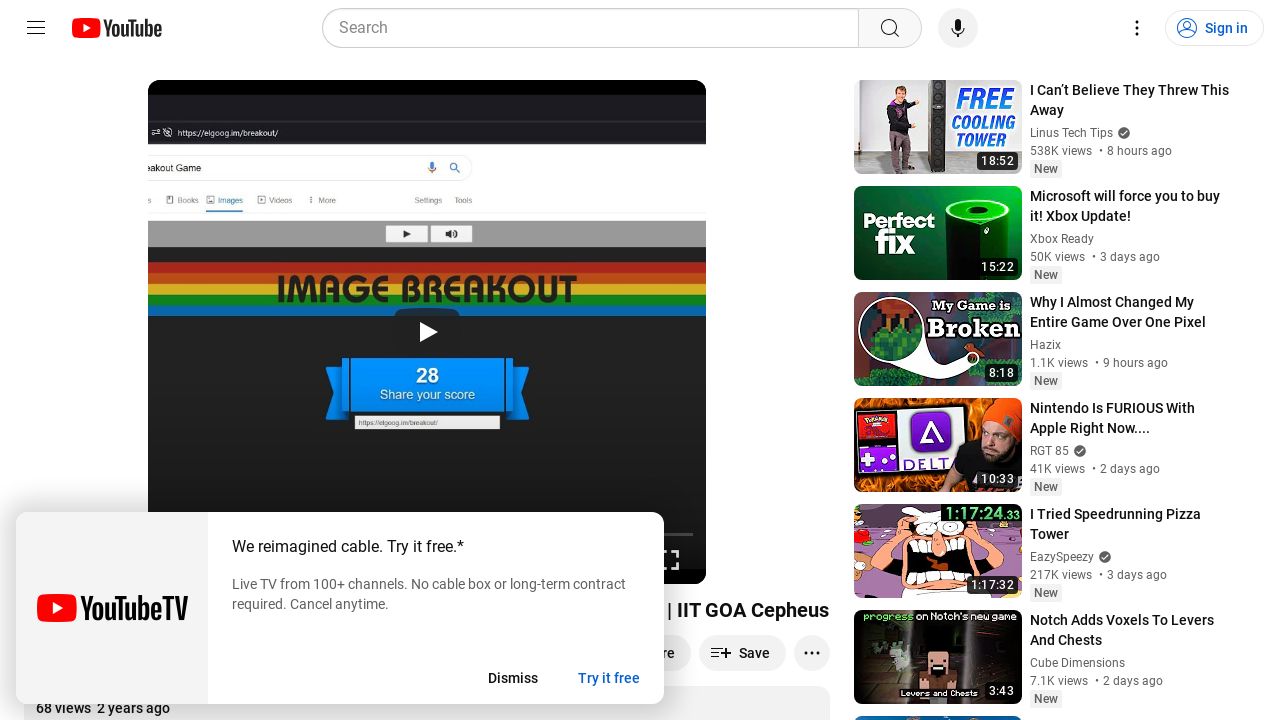 YouTube
Search
Sign in
https://elgoog.im/breakout/
eakout Game
Books
Images
Videos
More
Settings
Tools
IMAGE BREAKOUT
28
Share your score
https://elgoog.im/breakout/
| IIT GOA Cepheus
Save
68 views 2 years ago
YouTubeTV
We reimagined cable. Try it free.*
Live TV from 100+ channels. No cable box or long-term contract
required. Cancel anytime.
Dismiss
Try it free
FREE
COOLING
TOWER
18:52
I Can’t Believe They Threw This
Away
Linus Tech Tips
538K views • 8 hours ago
New
Perfect
fix
15:22
Microsoft will force you to buy
it! Xbox Update!
Xbox Ready
50K views • 3 days ago
New
My Game is
Broken
8:18
Why I Almost Changed My
Entire Game Over One Pixel
Hazix
1.1K views • 9 hours ago
New
DELTA
10:33
Nintendo Is FURIOUS With
Apple Right Now....
RGT 85
41K views • 2 days ago
New
1:17:24.33
1:17:32
I Tried Speedrunning Pizza
Tower
EazySpeezy
217K views • 3 days ago
New
progress on Notch's new game
Levers and Chests
3:43
Notch Adds Voxels To Levers
And Chests
Cube Dimensions
7.1K views • 2 days ago
New